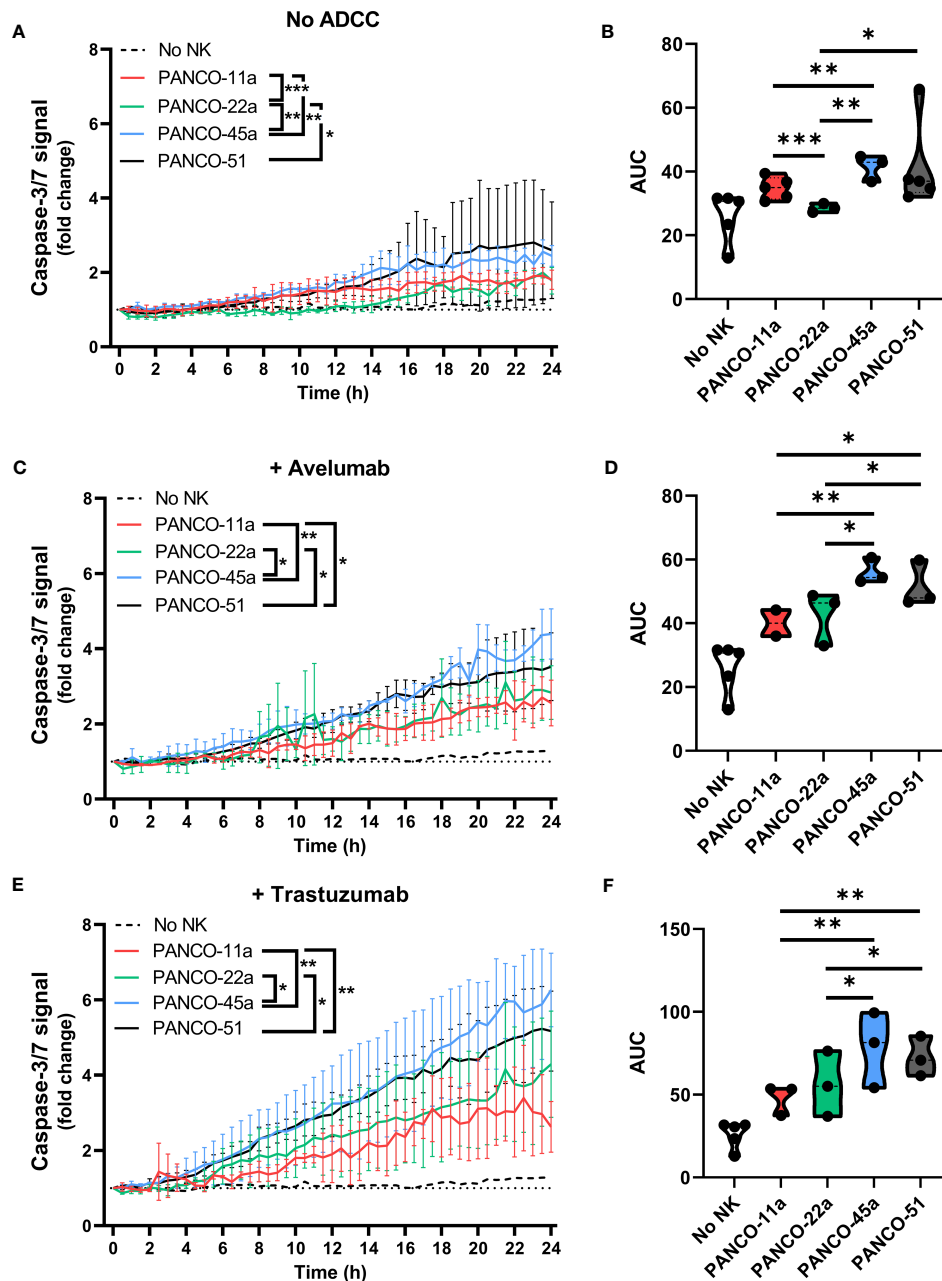 A
No ADCC
8
6
4
2
0
Caspase-3/7 signal
(fold change)
No NK
PANCO-11a
PANCO-22a
PANCO-45a
PANCO-51
***
**
**
*
0 2 4 6 8 10 12 14 16 18 20 22 24
Time (h)
B
80
60
40
20
0
AUC
*
**
**
***
No NK
PANCO-11a
PANCO-22a
PANCO-45a
PANCO-51
C
+ Avelumab
8
6
4
2
0
Caspase-3/7 signal
(fold change)
No NK
PANCO-11a
PANCO-22a
PANCO-45a
PANCO-51
**
*
*
*
0 2 4 6 8 10 12 14 16 18 20 22 24
Time (h)
D
80
60
40
20
0
AUC
*
*
**
*
No NK
PANCO-11a
PANCO-22a
PANCO-45a
PANCO-51
E
+ Trastuzumab
8
6
4
2
0
Caspase-3/7 signal
(fold change)
No NK
PANCO-11a
PANCO-22a
PANCO-45a
PANCO-51
**
*
*
**
0 2 4 6 8 10 12 14 16 18 20 22 24
Time (h)
F
150
100
50
0
AUC
**
**
*
*
No NK
PANCO-11a
PANCO-22a
PANCO-45a
PANCO-51